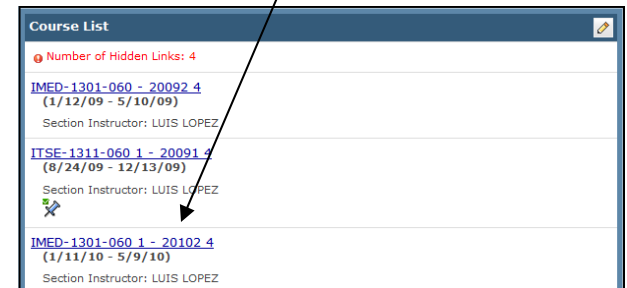 Course List
Number of Hidden Links: 4
IMED-1301-060 - 20092 4
(1/12/09 - 5/10/09)
Section Instructor: LUIS LOPEZ
ITSE-1311-060 1 - 20091 4
(8/24/09 - 12/13/09)
Section Instructor: LUIS LOPEZ
IMED-1301-060 1 - 20102 4
(1/11/10 - 5/9/10)
Section Instructor: LUIS LOPEZ